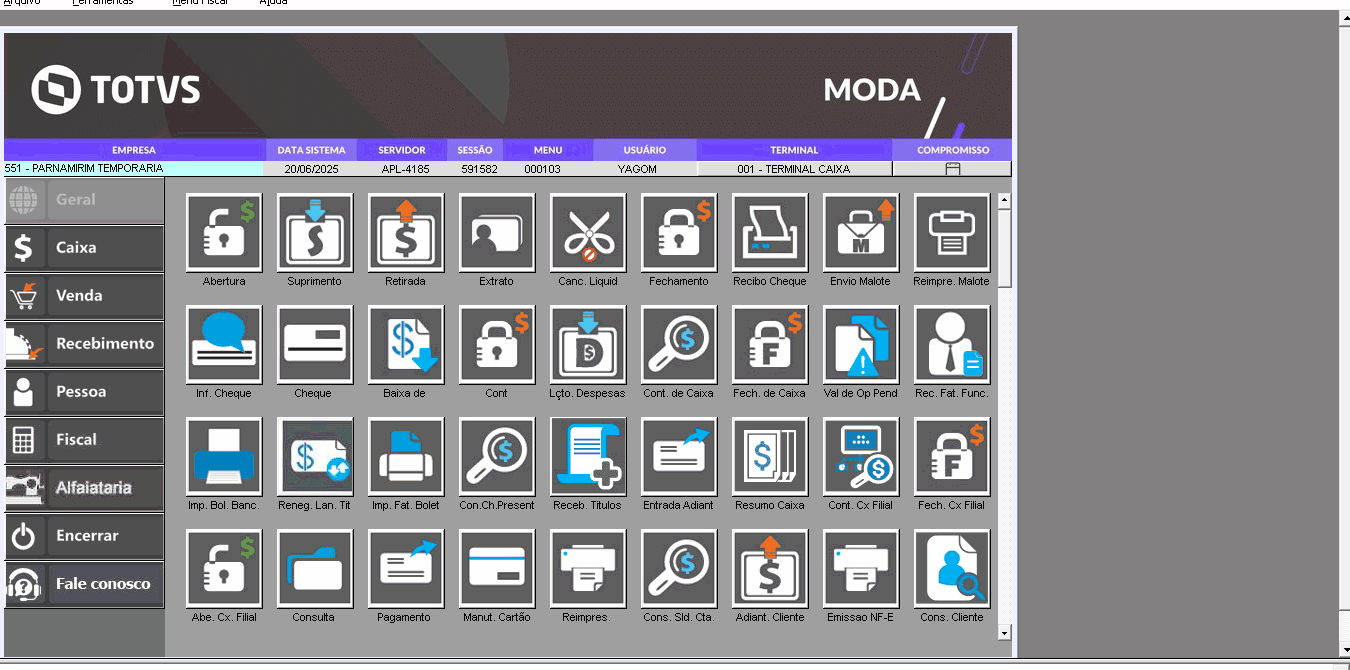 Arquivo Ferramentas Menu Fiscal Ajuda
TOTVS
MODA
EMPRESA DATA SISTEMA SERVIDOR SESSÃO MENU USUÁRIO TERMINAL COMPROMISSO
551 - PARNAMIRIM TEMPORARIA 20/06/2025 APL-4185 591582 000103 YAGOM 001 - TERMINAL CAIXA
Geral
Caixa
Venda
Recebimento
Pessoa
Fiscal
Alfaiataria
Encerrar
Fale conosco
Abertura Suprimento Retirada Extrato Canc. Liquid Fechamento Recibo Cheque Envio Malote Reimpre. Malote
Inf. Cheque Cheque Baixa de Cont Lçto. Despesas Cont. de Caixa Fech. de Caixa Val de Op Pend Rec. Fat. Func.
Imp. Bol. Banc. Reneg. Lan. Tit Imp. Fat. Bolet Con.Ch.Present Receb. Titulos Entrada Adiant Resumo Caixa Cont. Cx Filial Fech. Cx Filial
Abe. Cx. Filial Consulta Pagamento Manut. Cartão Reimpres. Cons. Sld. Cta. Adiant. Cliente Emissao NF-E Cons. Cliente